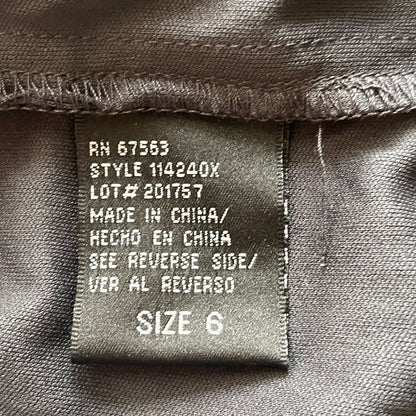 RN 67563
STYLE 114240X
LOT# 201757
MADE IN CHINA/
HECHO EN CHINA
SEE REVERSE SIDE/
VER AL REVERSO
SIZE 6